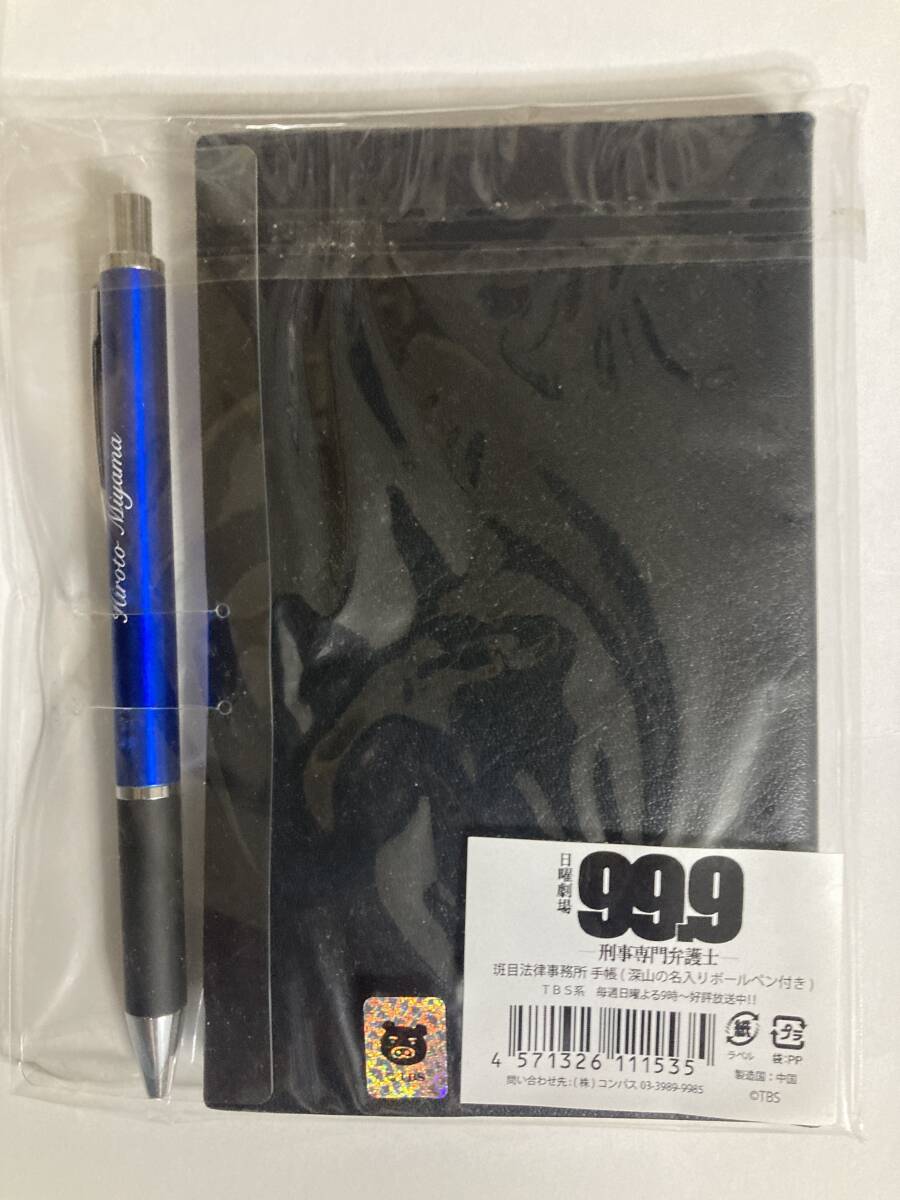 Hiroto Miyama
日曜劇場
99.9
刑事専門弁護士
斑目法律事務所 手帳(深山の名入りボールペン付き)
TBS系 毎週日曜よる9時~好評放送中!!
4 571326 111535
紙
ラベル
プラ
袋:PP
問い合わせ先:(株)コンパス 03-3989-9985
製造国:中国
©TBS
TBS